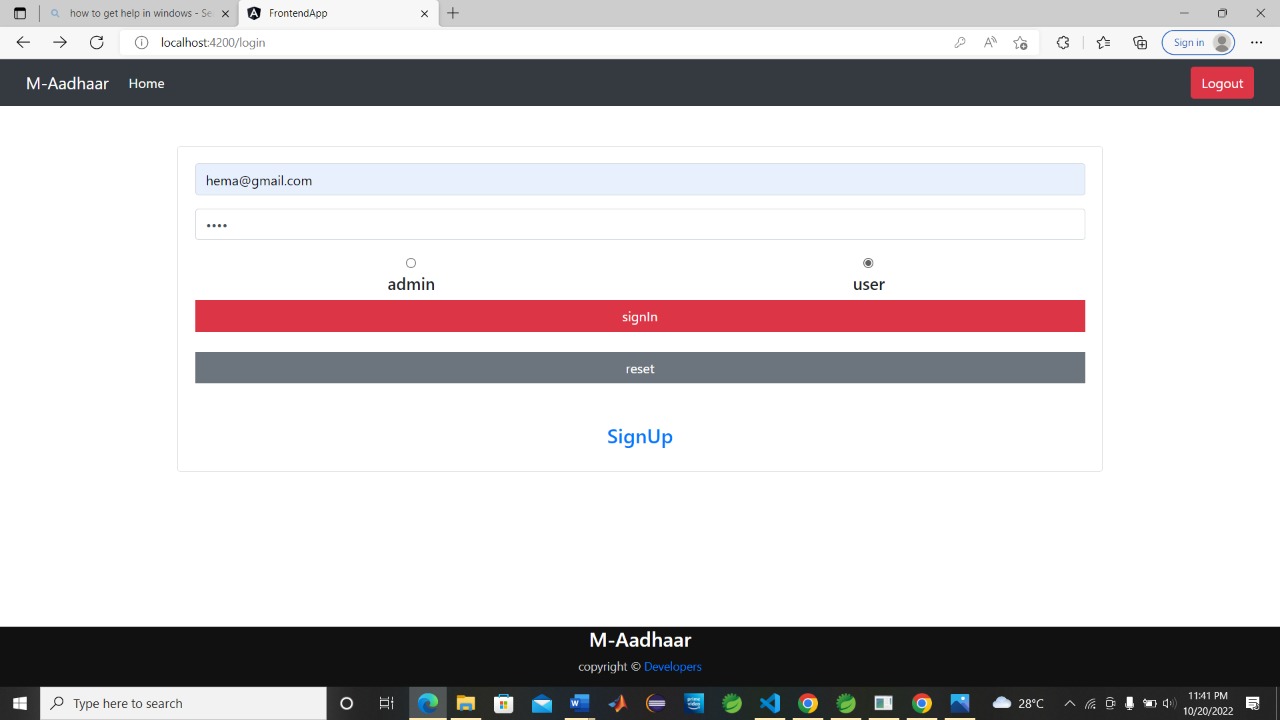 how to get help in windows - Se
FrontendApp
localhost:4200/login
Sign in
M-Aadhaar
Home
Logout
hema@gmail.com
••••
admin
user
signIn
reset
SignUp
M-Aadhaar
copyright © Developers
Type here to search
28°C
11:41 PM
10/20/2022